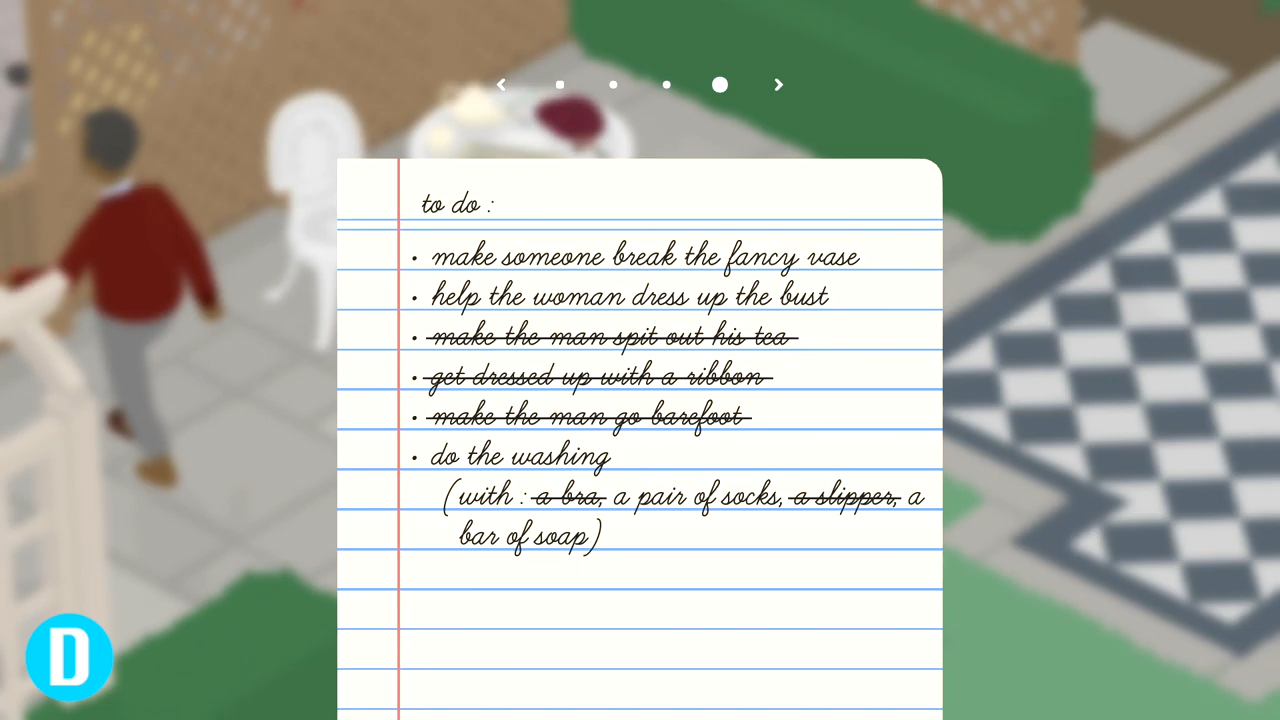 to do :
• make someone break the fancy vase
• help the woman dress up the bust
• make the man spit out his tea
• get dressed up with a ribbon
• make the man go barefoot
• do the washing
(with : a bra, a pair of socks, a slipper, a
bar of soap)
D